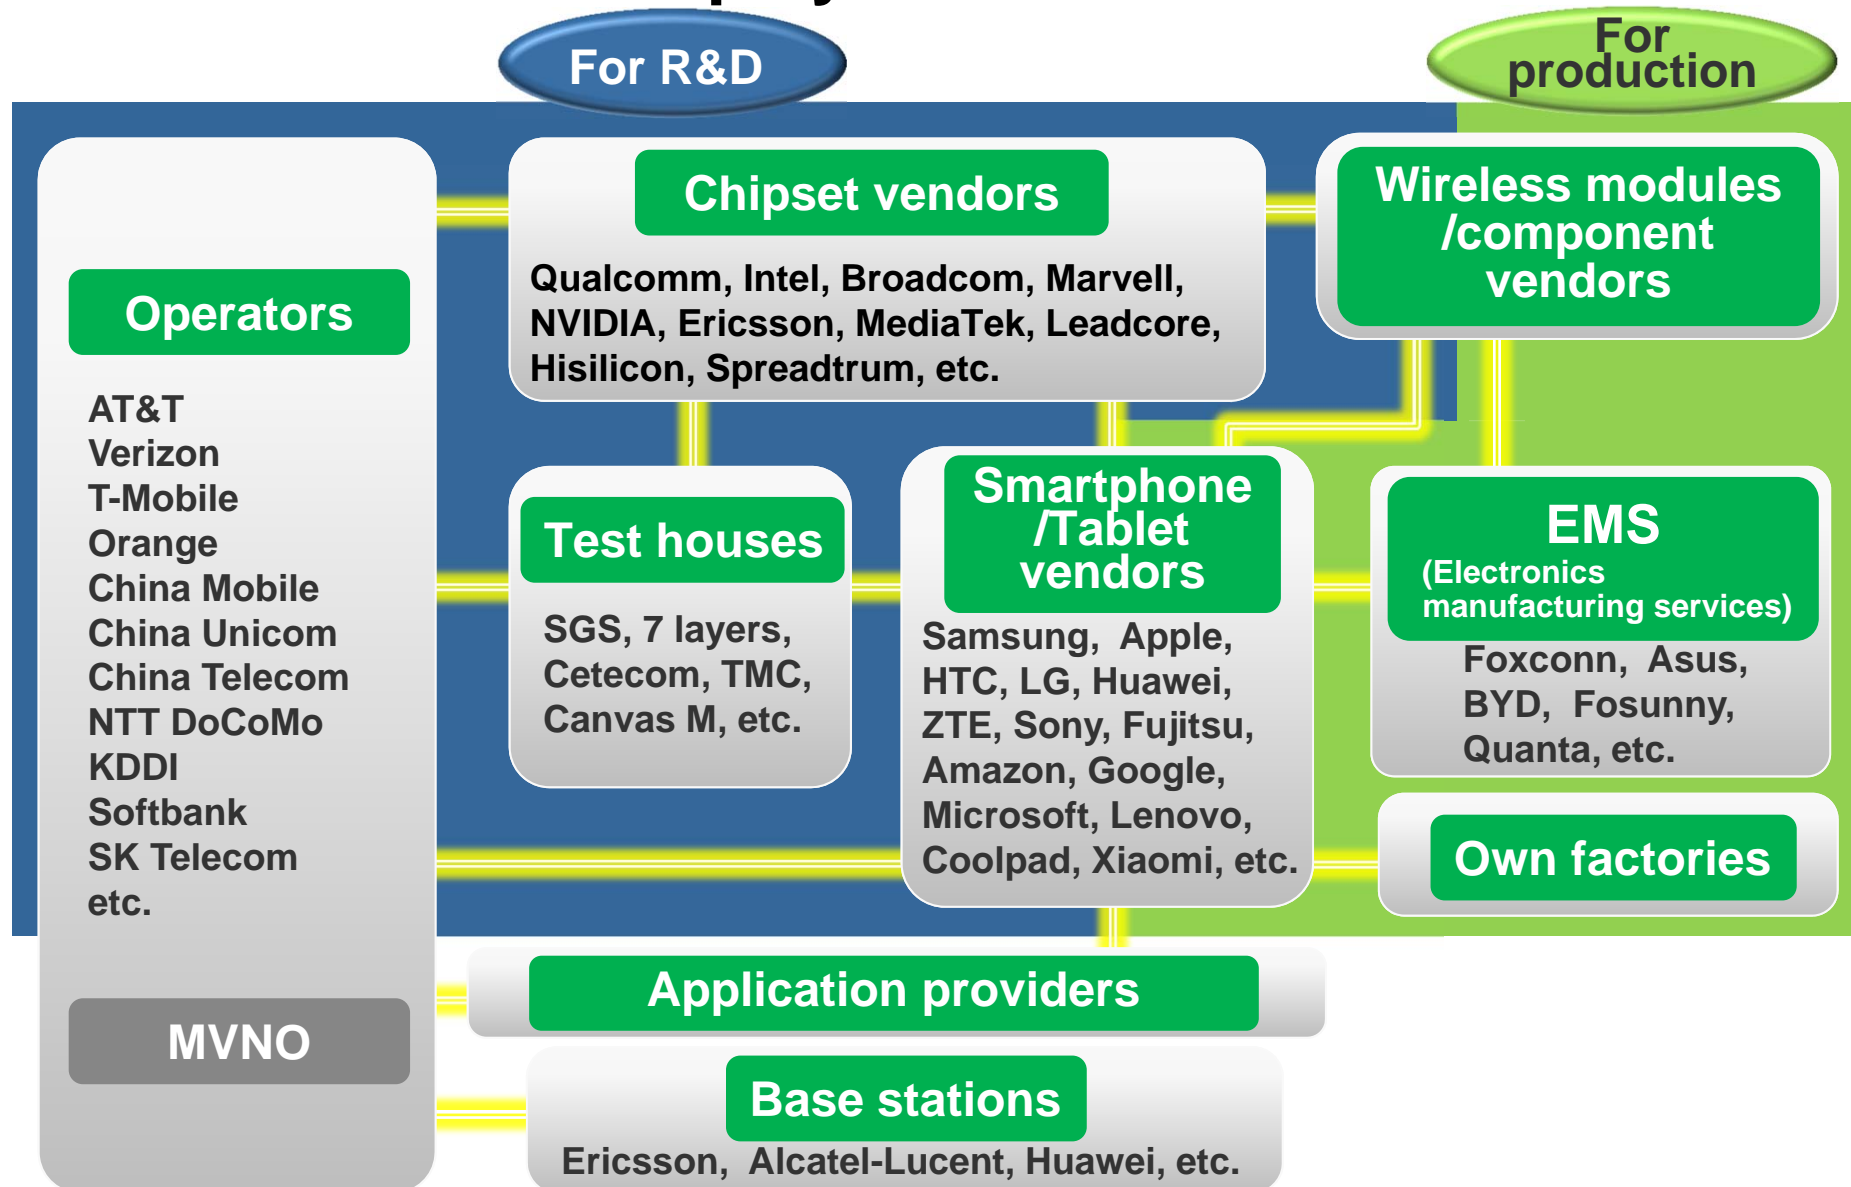 For R&D
For
production
Operators
AT&T
Verizon
T-Mobile
Orange
China Mobile
China Unicom
China Telecom
NTT DoCoMo
KDDI
Softbank
SK Telecom
etc.
MVNO
Chipset vendors
Qualcomm, Intel, Broadcom, Marvell,
NVIDIA, Ericsson, MediaTek, Leadcore,
Hisilicon, Spreadtrum, etc.
Wireless modules
/component
vendors
Test houses
SGS, 7 layers,
Cetecom, TMC,
Canvas M, etc.
Smartphone
/Tablet
vendors
Samsung, Apple,
HTC, LG, Huawei,
ZTE, Sony, Fujitsu,
Amazon, Google,
Microsoft, Lenovo,
Coolpad, Xiaomi, etc.
EMS
(Electronics
manufacturing services)
Foxconn, Asus,
BYD, Fosunny,
Quanta, etc.
Own factories
Application providers
Base stations
Ericsson, Alcatel-Lucent, Huawei, etc.